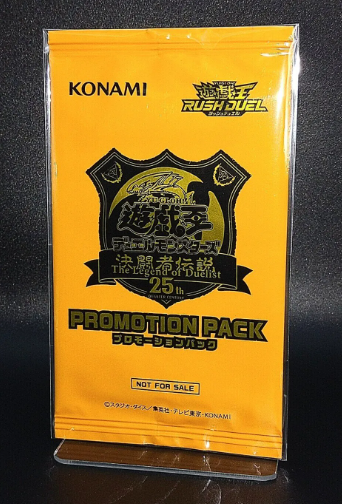 KONAMI
遊戯王
RUSH DUEL
ラッシュデュエル
遊戯王
デュエルモンスターズ
決闘者伝説
The Legend of Duelist
25th
QUARTER CENTURY
PROMOTION PACK
プロモーションパック
NOT FOR SALE
©スタジオ・ダイス/集英社・テレビ東京・KONAMI